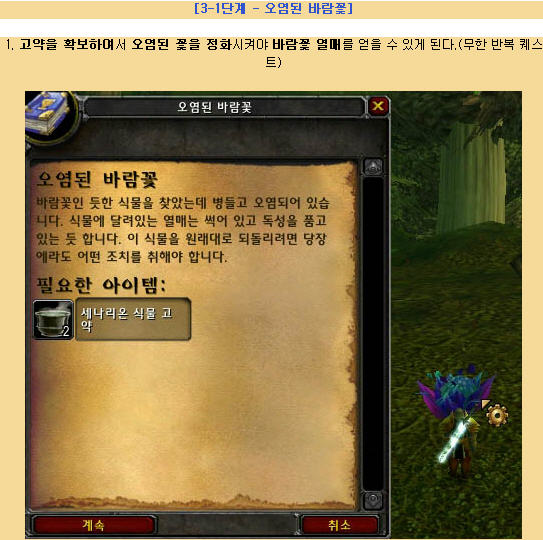 [3-1단계 - 오염된 바람꽃]
1. 고약을 확보하여서 오염된 꽃을 정화시켜야 바람꽃 열매를 얻을 수 있게 된다.(무한 반복 퀘스
트)
오염된 바람꽃
오염된 바람꽃
바람꽃인 듯한 식물을 찾았는데 병들고 오염되어 있습
니다. 식물에 달려있는 열매는 썩어 있고 독성을 품고
있는 듯 합니다. 이 식물을 원래대로 되돌리려면 당장
에라도 어떤 조치를 취해야 합니다.
필요한 아이템:
세나리온 식물 고
약
2
계속
취소